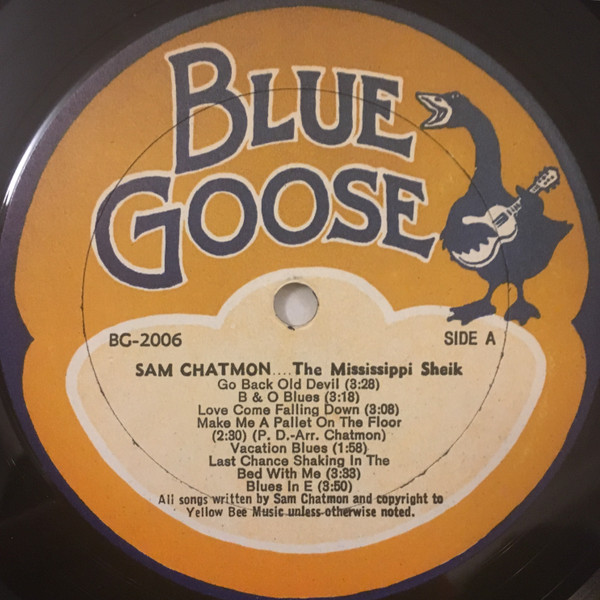 BLUE
GOOSE
BG-2006 SIDE A
SAM CHATMON....The Mississippi Sheik
Go Back Old Devil (3:28)
B & O Blues (3:18)
Love Come Falling Down (3:08)
Make Me A Pallet On The Floor
(2:30) (P. D.-Arr. Chatmon)
Vacation Blues (1:58)
Last Chance Shaking In The
Bed With Me (3:33)
Blues In E (3:50)
All songs written by Sam Chatmon and copyright to
Yellow Bee Music unless otherwise noted.